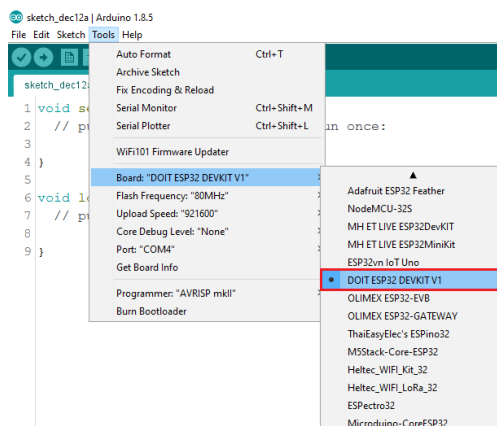 sketch_dec12a | Arduino 1.8.5
File Edit Sketch Tools Help
sketch_dec12
1 void s
2 // p
3
4 }
5
6 void l
7 // p
8
9 }
un once:
Auto Format Ctrl+T
Archive Sketch
Fix Encoding & Reload
Serial Monitor Ctrl+Shift+M
Serial Plotter Ctrl+Shift+L
WiFi101 Firmware Updater
Board: "DOIT ESP32 DEVKIT V1"
Flash Frequency: "80MHz"
Upload Speed: "921600"
Core Debug Level: "None"
Port: "COM4"
Get Board Info
Programmer: "AVRISP mkII"
Burn Bootloader
Adafruit ESP32 Feather
NodeMCU-32S
MH ET LIVE ESP32DevKIT
MH ET LIVE ESP32MiniKit
ESP32vn IoT Uno
DOIT ESP32 DEVKIT V1
OLIMEX ESP32-EVB
OLIMEX ESP32-GATEWAY
ThaiEasyElec's ESPino32
M5Stack-Core-ESP32
Heltec_WIFI_Kit_32
Heltec_WIFI_LoRa_32
ESPectro32
Microduino-CoreESP32